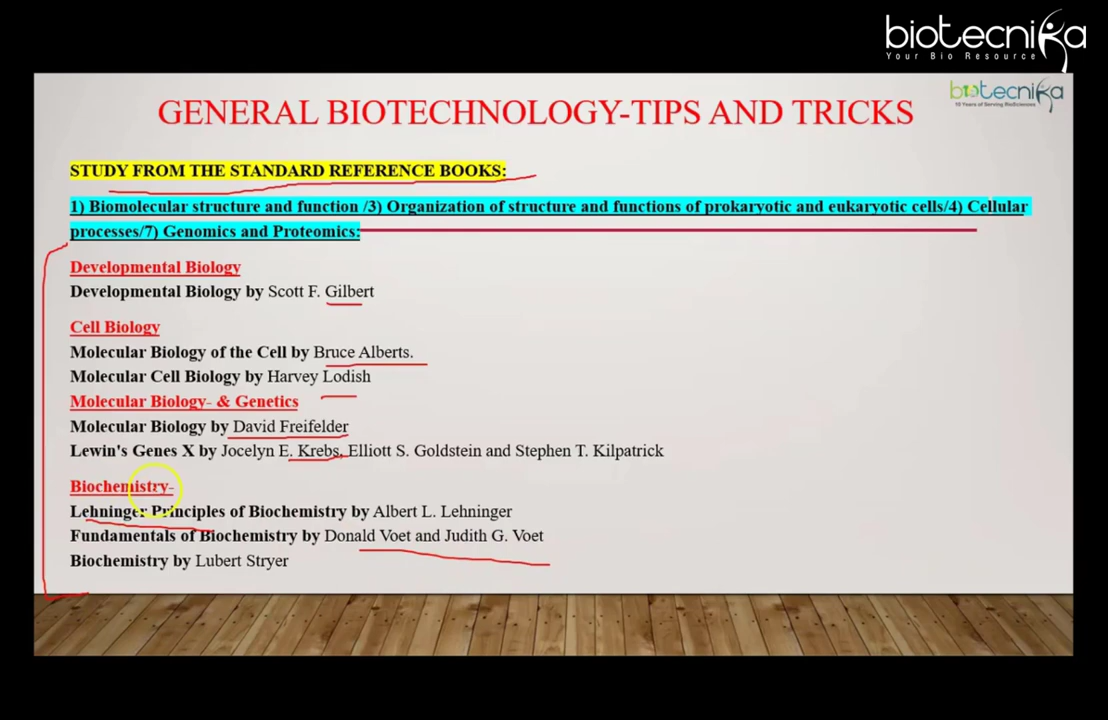 biotecnika
Your Bio Resource
biotecnika
10 Years of Serving BioSciences
GENERAL BIOTECHNOLOGY-TIPS AND TRICKS
STUDY FROM THE STANDARD REFERENCE BOOKS:
1) Biomolecular structure and function /3) Organization of structure and functions of prokaryotic and eukaryotic cells/4) Cellular
processes/7) Genomics and Proteomics:
Developmental Biology
Developmental Biology by Scott F. Gilbert
Cell Biology
Molecular Biology of the Cell by Bruce Alberts.
Molecular Cell Biology by Harvey Lodish
Molecular Biology- & Genetics
Molecular Biology by David Freifelder
Lewin's Genes X by Jocelyn E. Krebs, Elliott S. Goldstein and Stephen T. Kilpatrick
Biochemistry-
Lehninger Principles of Biochemistry by Albert L. Lehninger
Fundamentals of Biochemistry by Donald Voet and Judith G. Voet
Biochemistry by Lubert Stryer